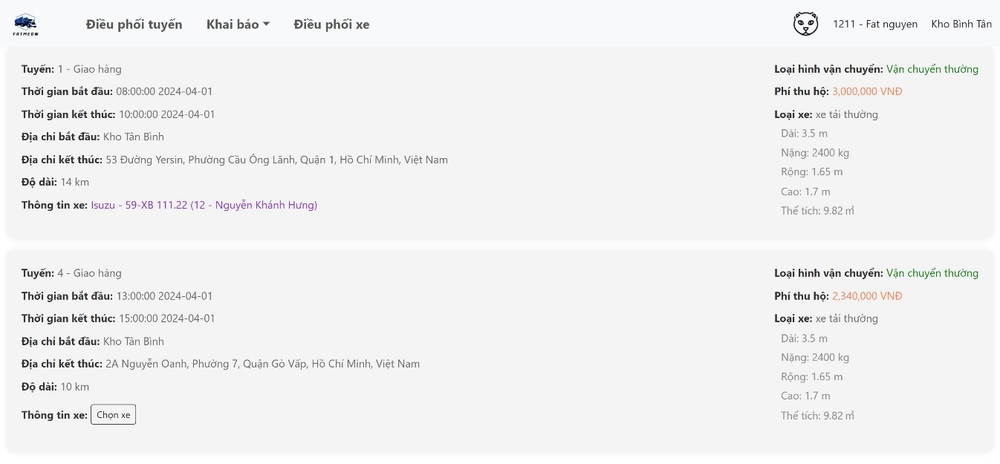 FATMEOW
Điều phối tuyến Khai báo Điều phối xe 1211 - Fat nguyen Kho Bình Tân
Tuyến: 1 - Giao hàng
Thời gian bắt đầu: 08:00:00 2024-04-01
Thời gian kết thúc: 10:00:00 2024-04-01
Địa chỉ bắt đầu: Kho Tân Bình
Địa chỉ kết thúc: 53 Đường Yersin, Phường Cầu Ông Lãnh, Quận 1, Hồ Chí Minh, Việt Nam
Độ dài: 14 km
Thông tin xe: Isuzu - 59-XB 111.22 (12 - Nguyễn Khánh Hưng)
Loại hình vận chuyển: Vận chuyển thường
Phí thu hộ: 3,000,000 VNĐ
Loại xe: xe tải thường
Dài: 3.5 m
Nặng: 2400 kg
Rộng: 1.65 m
Cao: 1.7 m
Thể tích: 9.82 ㎥
Tuyến: 4 - Giao hàng
Thời gian bắt đầu: 13:00:00 2024-04-01
Thời gian kết thúc: 15:00:00 2024-04-01
Địa chỉ bắt đầu: Kho Tân Bình
Địa chỉ kết thúc: 2A Nguyễn Oanh, Phường 7, Quận Gò Vấp, Hồ Chí Minh, Việt Nam
Độ dài: 10 km
Thông tin xe: Chọn xe
Loại hình vận chuyển: Vận chuyển thường
Phí thu hộ: 2,340,000 VNĐ
Loại xe: xe tải thường
Dài: 3.5 m
Nặng: 2400 kg
Rộng: 1.65 m
Cao: 1.7 m
Thể tích: 9.82 ㎥